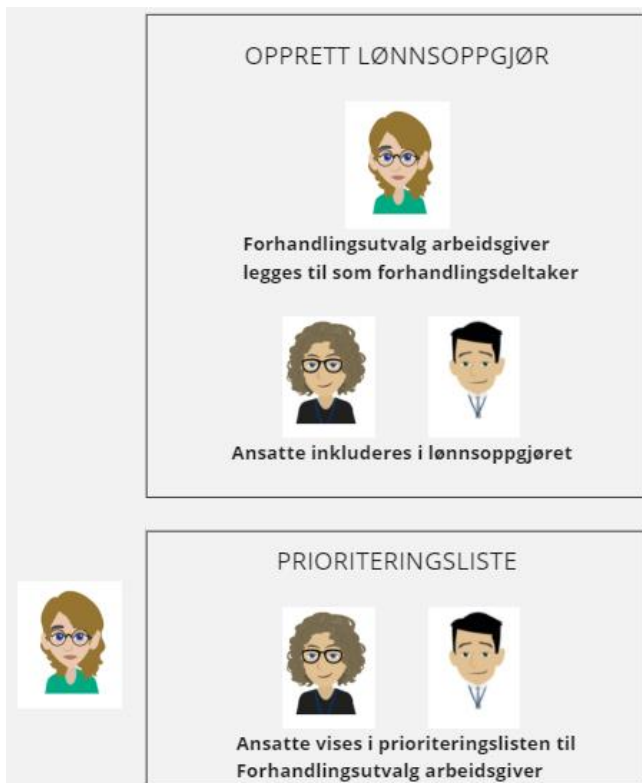 OPPRETT LØNNSOPPGJØR
Forhandlingsutvalg arbeidsgiver
legges til som forhandlingsdeltaker
Ansatte inkluderes i lønnsoppgjøret
PRIORITERINGSLISTE
Ansatte vises i prioriteringslisten til
Forhandlingsutvalg arbeidsgiver